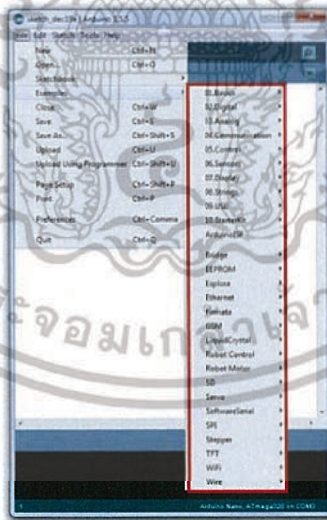 sketch_dec19a | Arduino 1.5.5
File Edit Sketch Tools Help
New Ctrl+N
Open... Ctrl+O
Sketchbook
Examples
Close Ctrl+W
Save Ctrl+S
Save As... Ctrl+Shift+S
Upload Ctrl+U
Upload Using Programmer Ctrl+Shift+U
Page Setup Ctrl+Shift+P
Print Ctrl+P
Preferences Ctrl+Comma
Quit Ctrl+Q
01.Basics
02.Digital
03.Analog
04.Communication
05.Control
06.Sensors
07.Display
08.Strings
09.USB
10.StarterKit
ArduinoISP
Bridge
EEPROM
Esplora
Ethernet
Firmata
GSM
LiquidCrystal
Robot Control
Robot Motor
SD
Servo
SoftwareSerial
SPI
Stepper
TFT
WiFi
Wire
1
Arduino Nano, ATmega328 on COM3